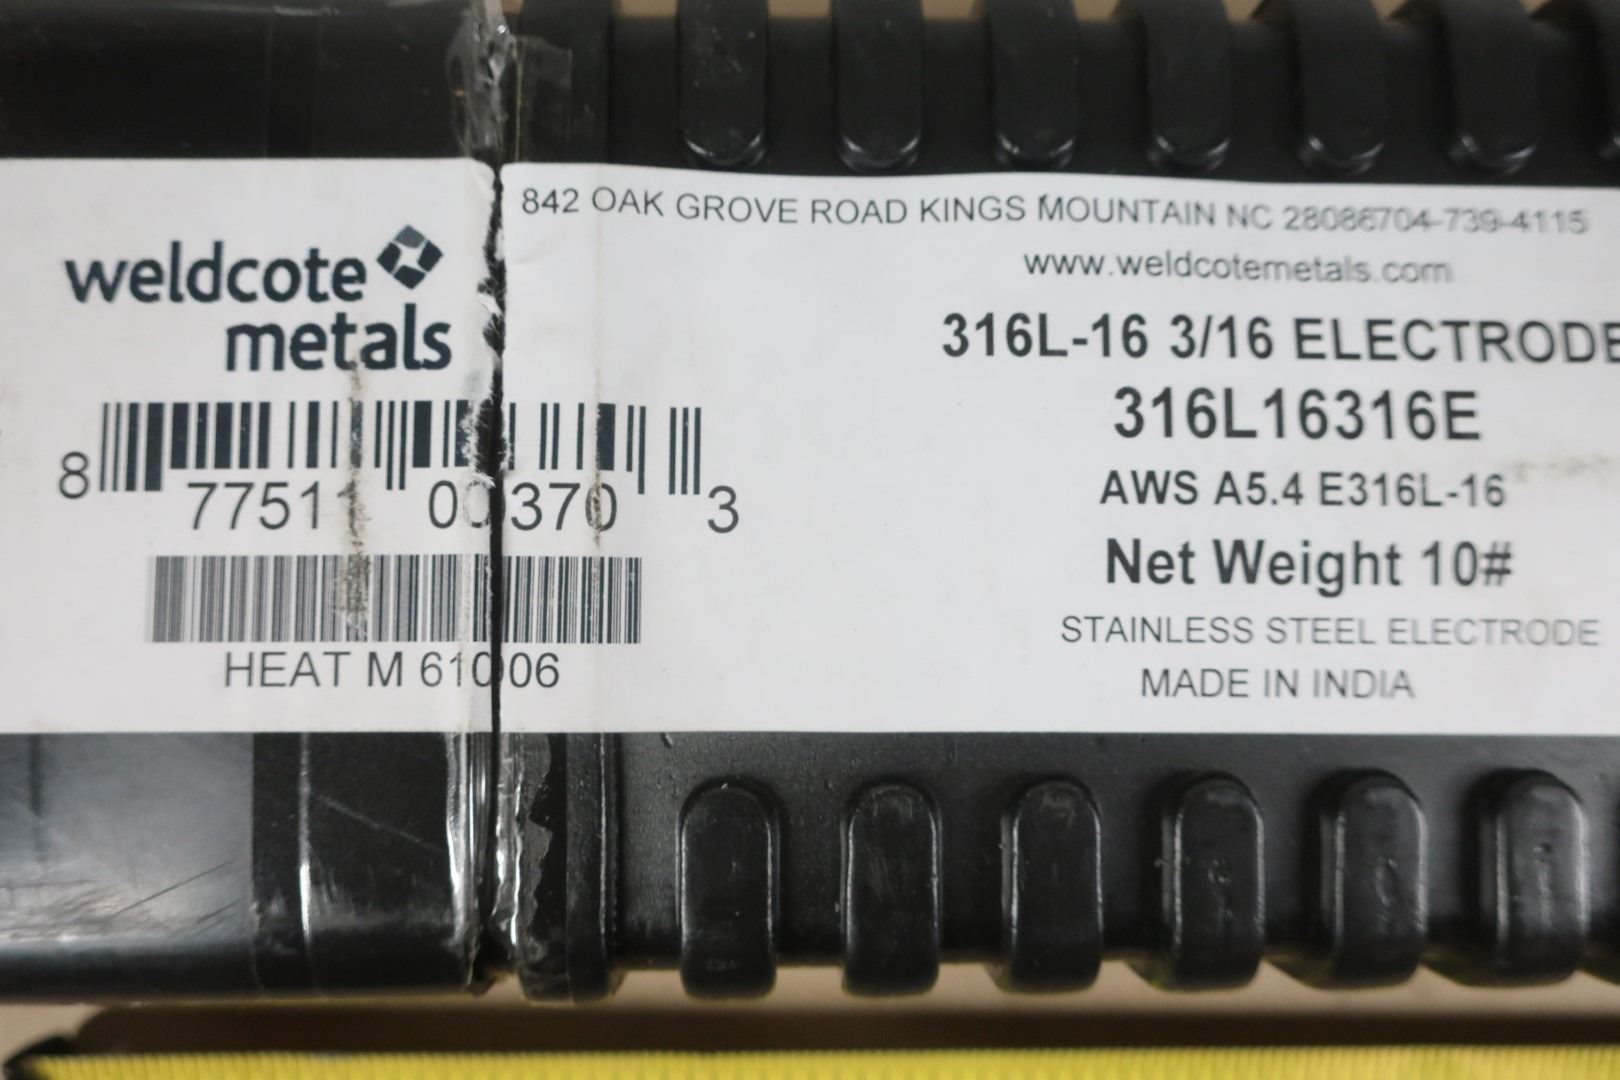 842 OAK GROVE ROAD KINGS MOUNTAIN NC 28086704-739-4115
www.weldcotemetals.com
weldcote
metals
316L-16 3/16 ELECTRODE
316L16316E
AWS A5.4 E316L-16
Net Weight 10#
STAINLESS STEEL ELECTRODE
MADE IN INDIA
8 77511 00370 3
HEAT M 61006